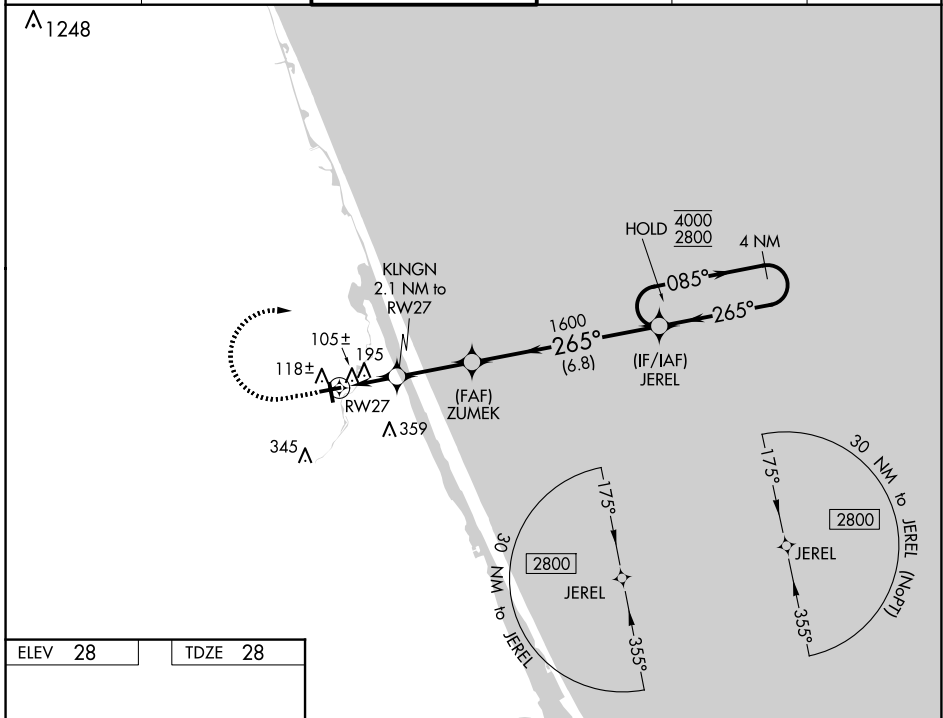 1248
HOLD 4000
2800
4 NM
085°
265°
KLNGN
2.1 NM to
RW27
1600
265°
(6.8)
(IF/IAF)
JEREL
105±
195
118±
RW27
(FAF)
ZUMEK
359
345
175°
2800
JEREL
355°
30 NM to JEREL
175°
2800
JEREL
355°
30 NM to JEREL (NoPT)
ELEV 28
TDZE 28